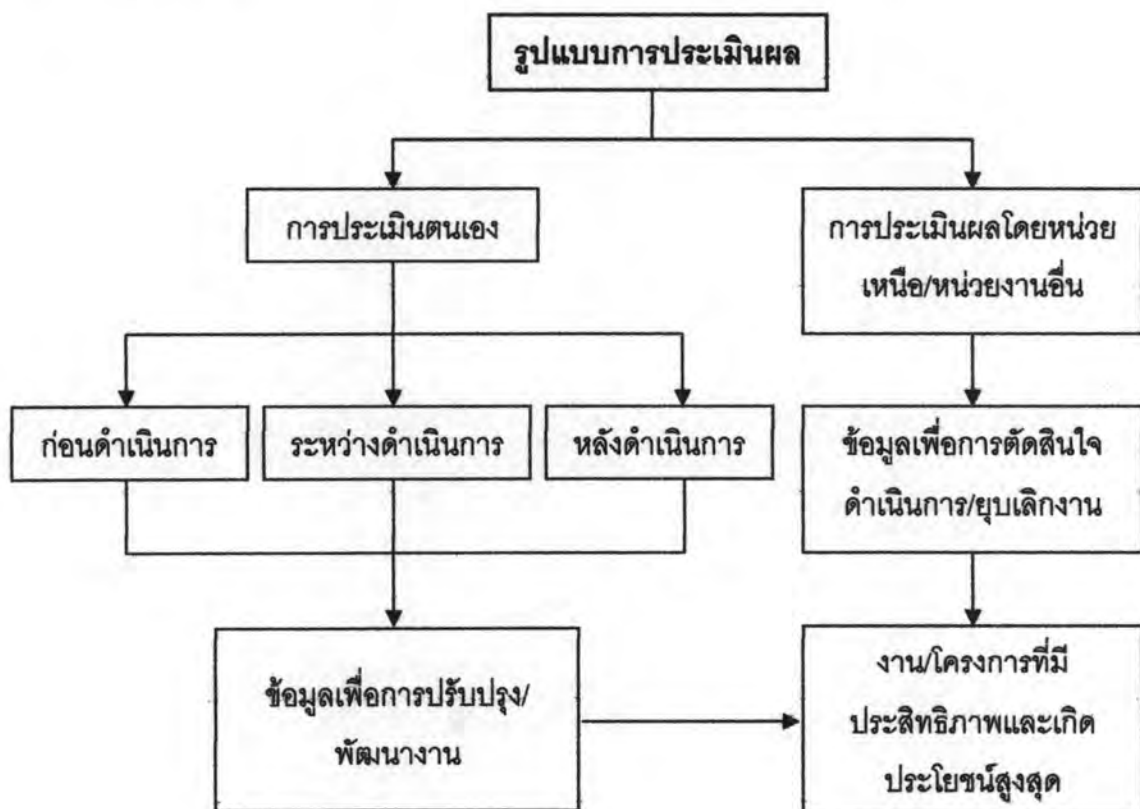 รูปแบบการประเมินผล
การประเมินตนเอง
การประเมินผลโดยหน่วย
เหนือ/หน่วยงานอื่น
ก่อนดำเนินการ
ระหว่างดำเนินการ
หลังดำเนินการ
ข้อมูลเพื่อการตัดสินใจ
ดำเนินการ/ยุบเลิกงาน
ข้อมูลเพื่อการปรับปรุง/
พัฒนางาน
งาน/โครงการที่มี
ประสิทธิภาพและเกิด
ประโยชน์สูงสุด